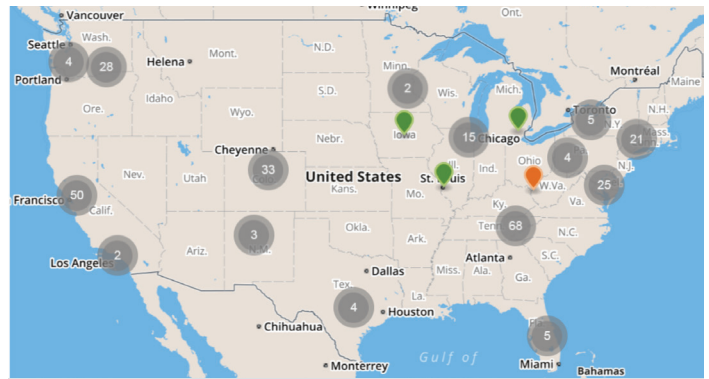 Winnipeg
Ont.
Vancouver
Wash.
Seattle
4
28
Helena
Mont.
N.D.
Minn.
Montréal
Portland
Maine
Ore.
Idaho
S.D.
2
Wis.
Mich.
Toronto
N.H.
Wyo.
Iowa
15
Chicago
5
N.Y.
21
Mass.
Cheyenne
Nebr.
Ohio
4
N.J.
33
Nev.
Utah
United States
Ill.
Ind.
St. Louis
W.Va.
25
50
Francisco
Kans.
Mo.
Ky.
Va.
Calif.
3
N.M.
Okla.
Tenn
68
N.C.
Los Angeles
2
Ariz.
Ark.
Atlanta
S.C.
Dallas
Miss.
Ala.
Ga.
Tex.
4
La.
Houston
Chihuahua
5
Gulf of
Miami
Monterrey
Bahamas